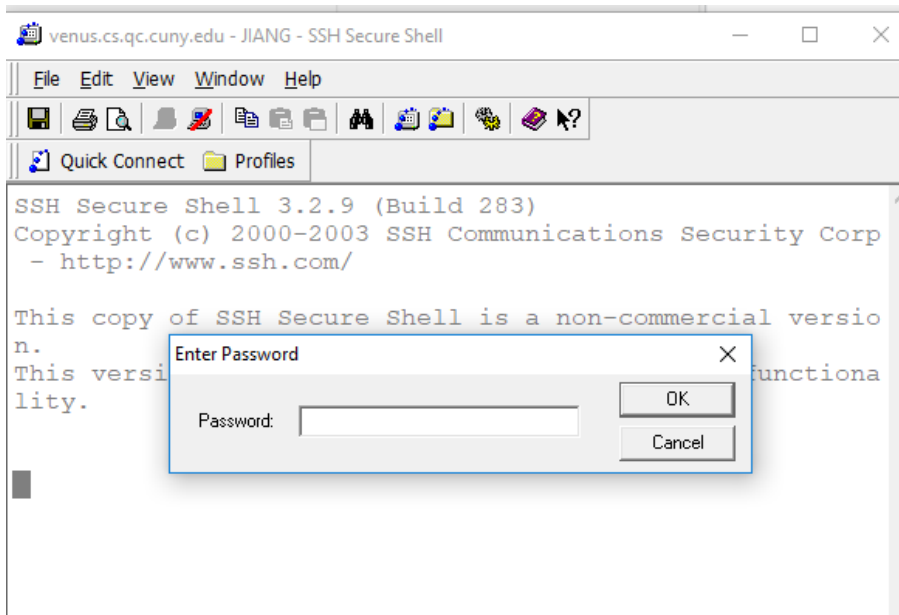 venus.cs.qc.cuny.edu - JIANG - SSH Secure Shell
File Edit View Window Help
Quick Connect Profiles
SSH Secure Shell 3.2.9 (Build 283)
Copyright (c) 2000-2003 SSH Communications Security Corp
- http://www.ssh.com/
This copy of SSH Secure Shell is a non-commercial versio
n.
This versi
unctiona
lity.
Enter Password
Password:
OK
Cancel